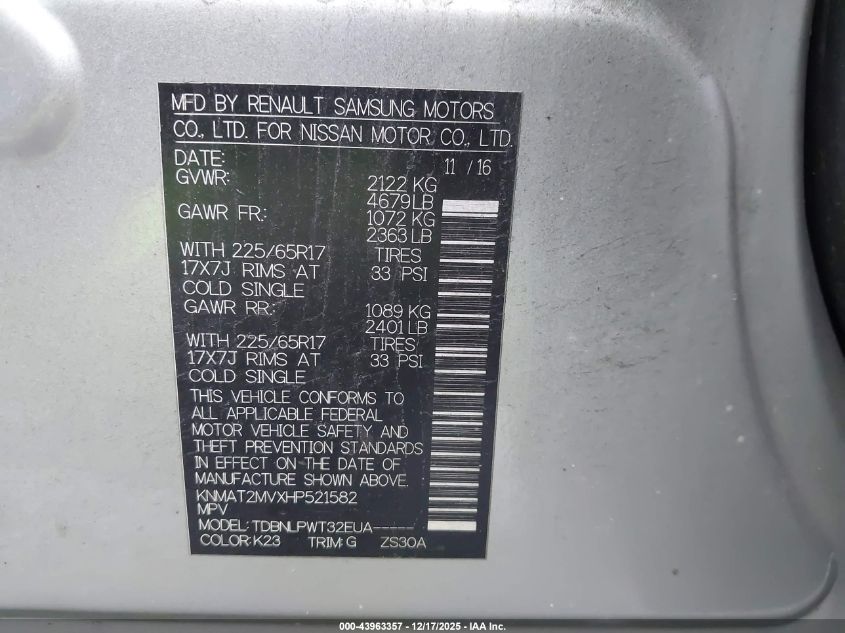 MFD BY RENAULT SAMSUNG MOTORS
CO., LTD. FOR NISSAN MOTOR CO., LTD.
DATE: 11 / 16
GVWR: 2122 KG
4679LB
GAWR FR.: 1072 KG
2363 LB
WITH 225/65R17 TIRES
17X7J RIMS AT 33 PSI
COLD SINGLE
GAWR RR.: 1089 KG
2401 LB
WITH 225/65R17 TIRES
17X7J RIMS AT 33 PSI
COLD SINGLE
THIS VEHICLE CONFORMS TO
ALL APPLICABLE FEDERAL
MOTOR VEHICLE SAFETY AND
THEFT PREVENTION STANDARDS
IN EFFECT ON THE DATE OF
MANUFACTURE SHOWN ABOVE.
KNMAT2MVXHP521582
MPV
MODEL: TDBNLPWT32EUA-----
COLOR:K23 TRIM:G ZS30A
000-43963357 - 12/17/2025 - IAA Inc.